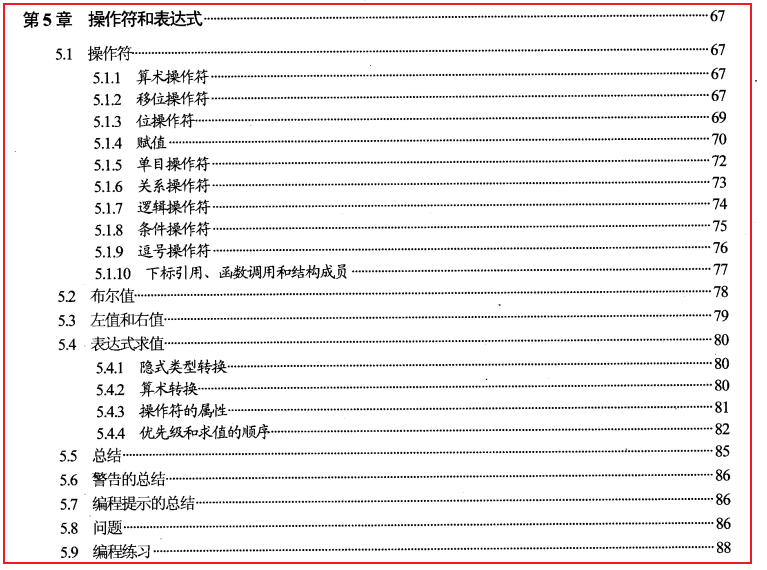 第5章 操作符和表达式 67
5.1 操作符 67
5.1.1 算术操作符 67
5.1.2 移位操作符 67
5.1.3 位操作符 69
5.1.4 赋值 70
5.1.5 单目操作符 72
5.1.6 关系操作符 73
5.1.7 逻辑操作符 74
5.1.8 条件操作符 75
5.1.9 逗号操作符 76
5.1.10 下标引用、函数调用和结构成员 77
5.2 布尔值 78
5.3 左值和右值 79
5.4 表达式求值 80
5.4.1 隐式类型转换 80
5.4.2 算术转换 80
5.4.3 操作符的属性 81
5.4.4 优先级和求值的顺序 82
5.5 总结 85
5.6 警告的总结 86
5.7 编程提示的总结 86
5.8 问题 86
5.9 编程练习 88